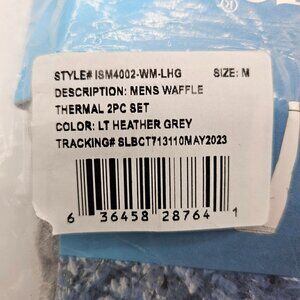 STYLE# ISM4002-WM-LHG SIZE: M
DESCRIPTION: MENS WAFFLE
THERMAL 2PC SET
COLOR: LT HEATHER GREY
TRACKING# SLBCT713110MAY2023
6 36458 28764 1